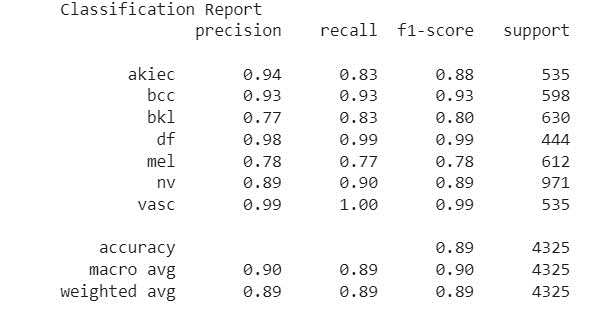 Classification Report
precision recall f1-score support
akiec 0.94 0.83 0.88 535
bcc 0.93 0.93 0.93 598
bkl 0.77 0.83 0.80 630
df 0.98 0.99 0.99 444
mel 0.78 0.77 0.78 612
nv 0.89 0.90 0.89 971
vasc 0.99 1.00 0.99 535
accuracy 0.89 4325
macro avg 0.90 0.89 0.90 4325
weighted avg 0.89 0.89 0.89 4325